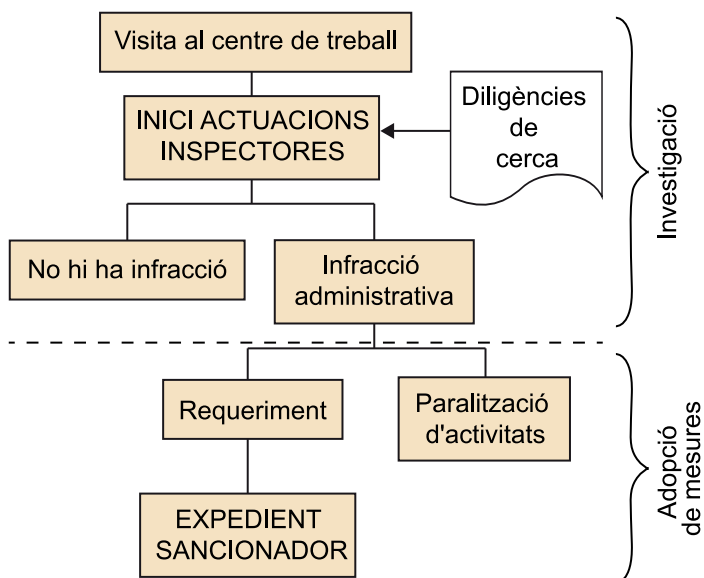 Visita al centre de treball
INICI ACTUACIONS
INSPECTORES
Diligències
de
cerca
No hi ha infracció
Infracció
administrativa
Investigació
Requeriment
Paralització
d'activitats
EXPEDIENT
SANCIONADOR
Adopció
de mesures